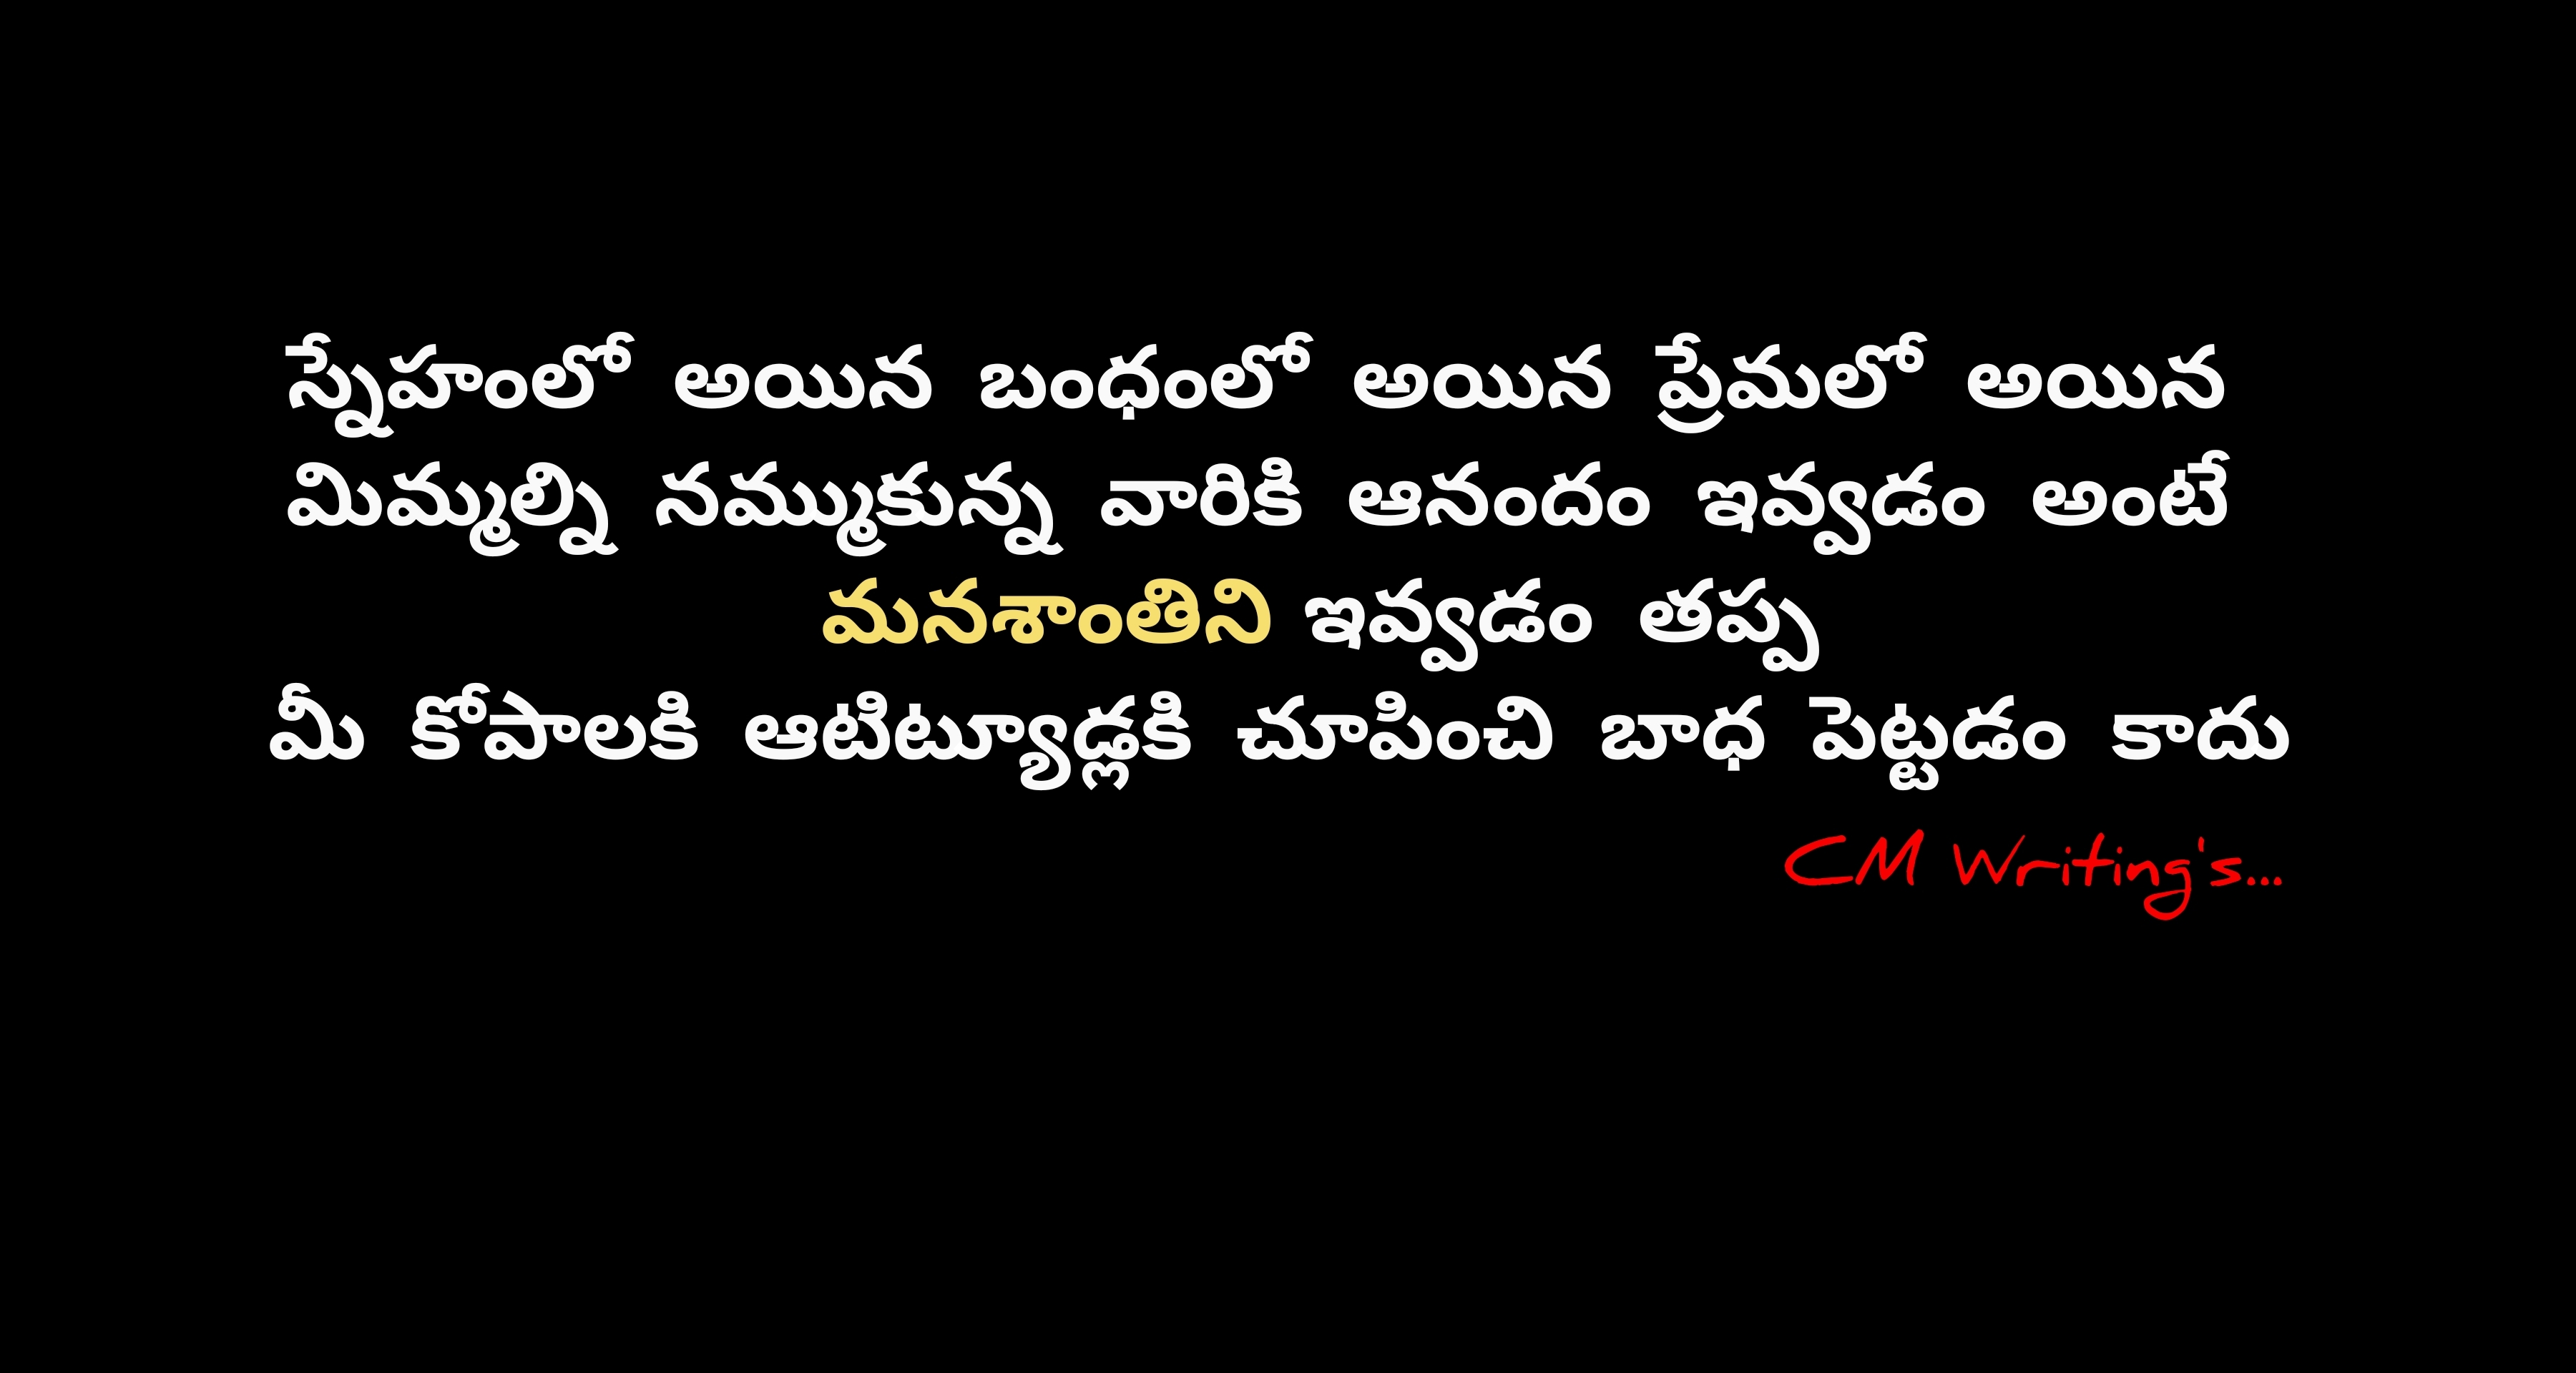 స్నేహంలో అయిన బంధంలో అయిన ప్రేమలో అయిన
మిమ్మల్ని నమ్ముకున్న వారికి ఆనందం ఇవ్వడం అంటే
మనశాంతిని ఇవ్వడం తప్ప
మీ కోపాలకి ఆటిట్యూడ్లకి చూపించి బాధ పెట్టడం కాదు
CM Writing's...